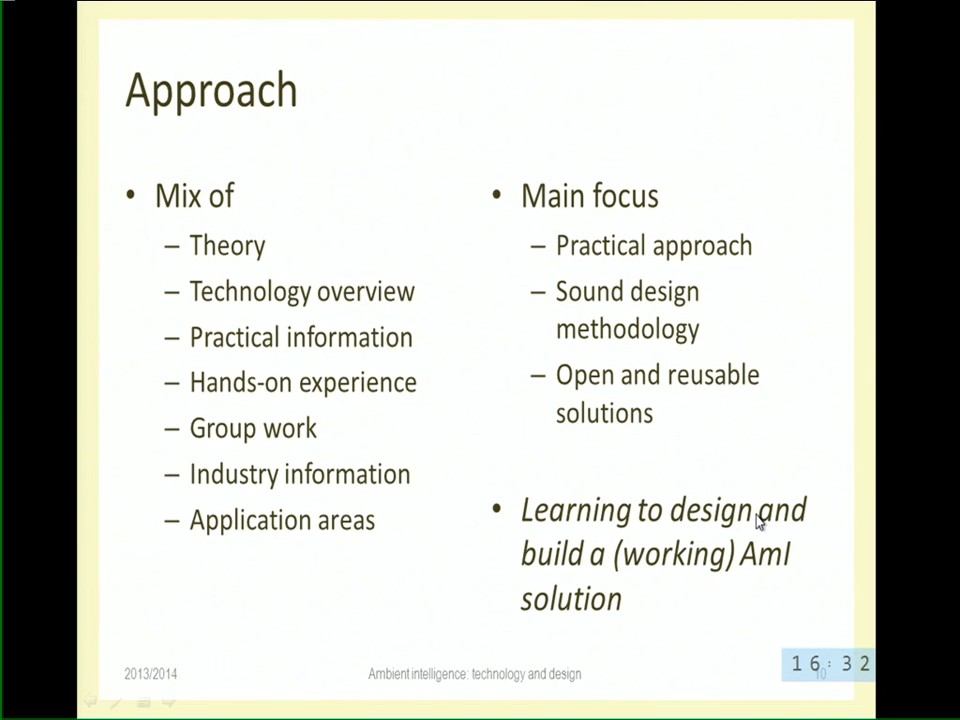 Approach
• Mix of
– Theory
– Technology overview
– Practical information
– Hands-on experience
– Group work
– Industry information
– Application areas
• Main focus
– Practical approach
– Sound design
methodology
– Open and reusable
solutions
• Learning to design and
build a (working) AmI
solution
2013/2014
Ambient intelligence: technology and design
10
16:32